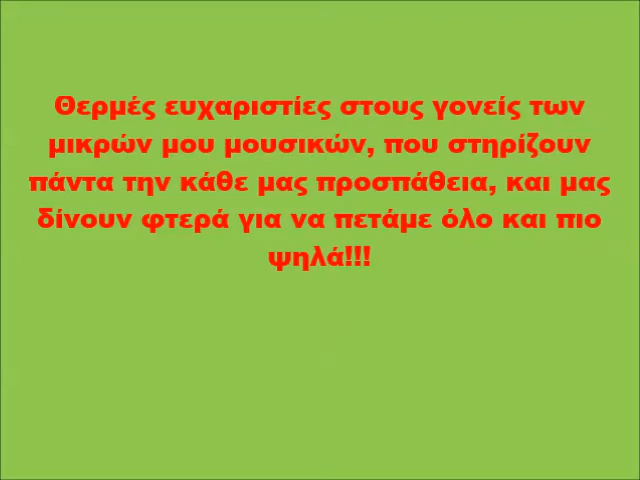 Θερμές ευχαριστίες στους γονείς των
μικρών μου μουσικών, που στηρίζουν
πάντα την κάθε μας προσπάθεια, και μας
δίνουν φτερά για να πετάμε όλο και πιο
ψηλά!!!